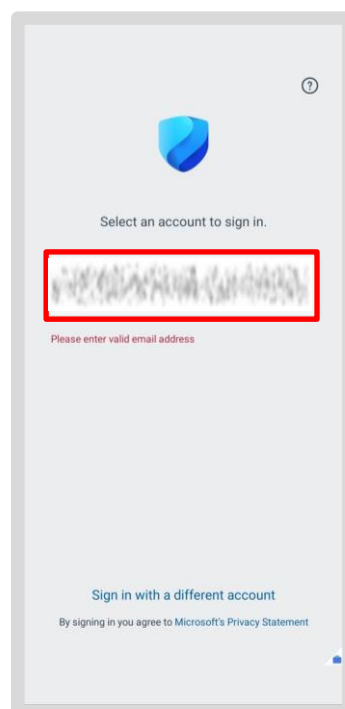 ?
Select an account to sign in.
Please enter valid email address
Sign in with a different account
By signing in you agree to Microsoft's Privacy Statement